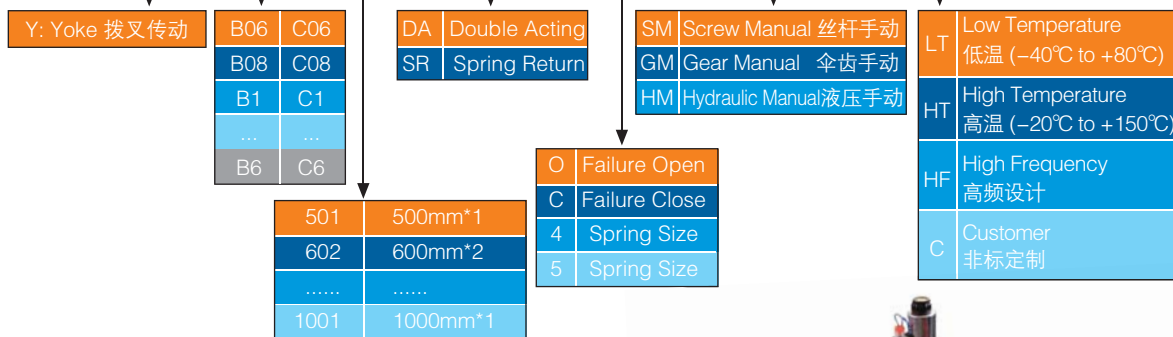 Y: Yoke 拨叉传动
B06 C06
B08 C08
B1 C1
... ...
B6 C6
501 500mm*1
602 600mm*2
...... ......
1001 1000mm*1
DA Double Acting
SR Spring Return
O Failure Open
C Failure Close
4 Spring Size
5 Spring Size
SM Screw Manual 丝杆手动
GM Gear Manual 伞齿手动
HM Hydraulic Manual液压手动
LT Low Temperature
低温 (−40℃ to +80℃)
HT High Temperature
高温 (−20℃ to +150℃)
HF High Frequency
高频设计
C Customer
非标定制